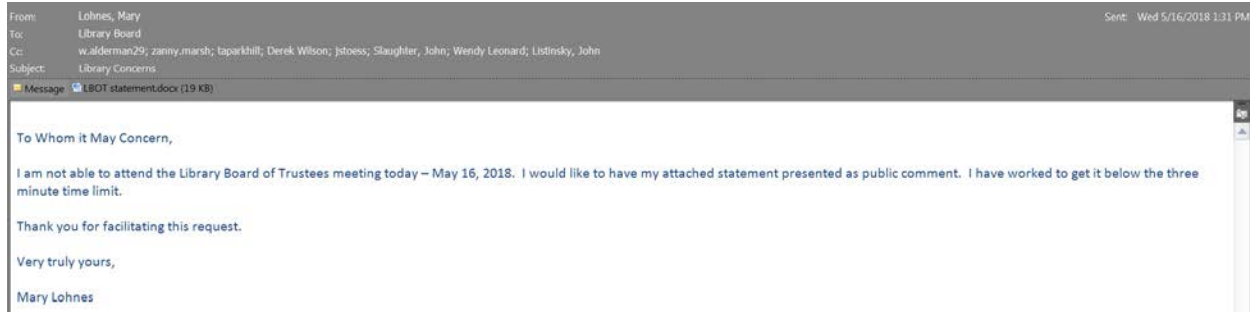 From: Lohnes, Mary Sent: Wed 5/16/2018 1:31 PM
To: Library Board
Cc: w.alderman29; zanny.marsh; taparkhill; Derek Wilson; jstoess; Slaughter, John; Wendy Leonard; Listinsky, John
Subject: Library Concerns
Message LBOT statement.docx (19 KB)
To Whom it May Concern,
I am not able to attend the Library Board of Trustees meeting today – May 16, 2018. I would like to have my attached statement presented as public comment. I have worked to get it below the three
minute time limit.
Thank you for facilitating this request.
Very truly yours,
Mary Lohnes